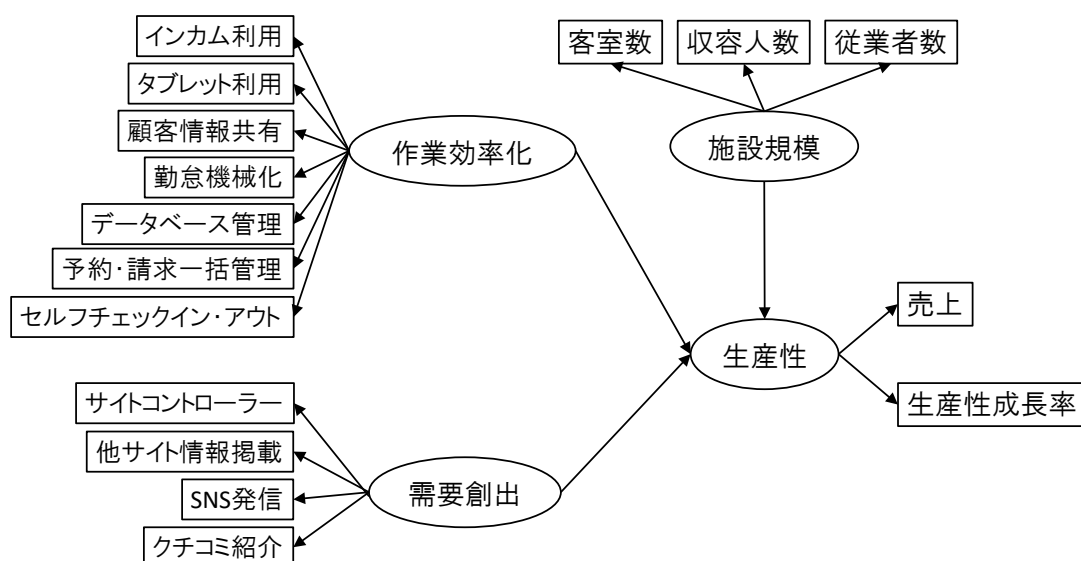 インカム利用
タブレット利用
顧客情報共有
勤怠機械化
データベース管理
予約・請求一括管理
セルフチェックイン・アウト
作業効率化
客室数
収容人数
従業者数
施設規模
生産性
売上
生産性成長率
サイトコントローラー
他サイト情報掲載
SNS発信
クチコミ紹介
需要創出